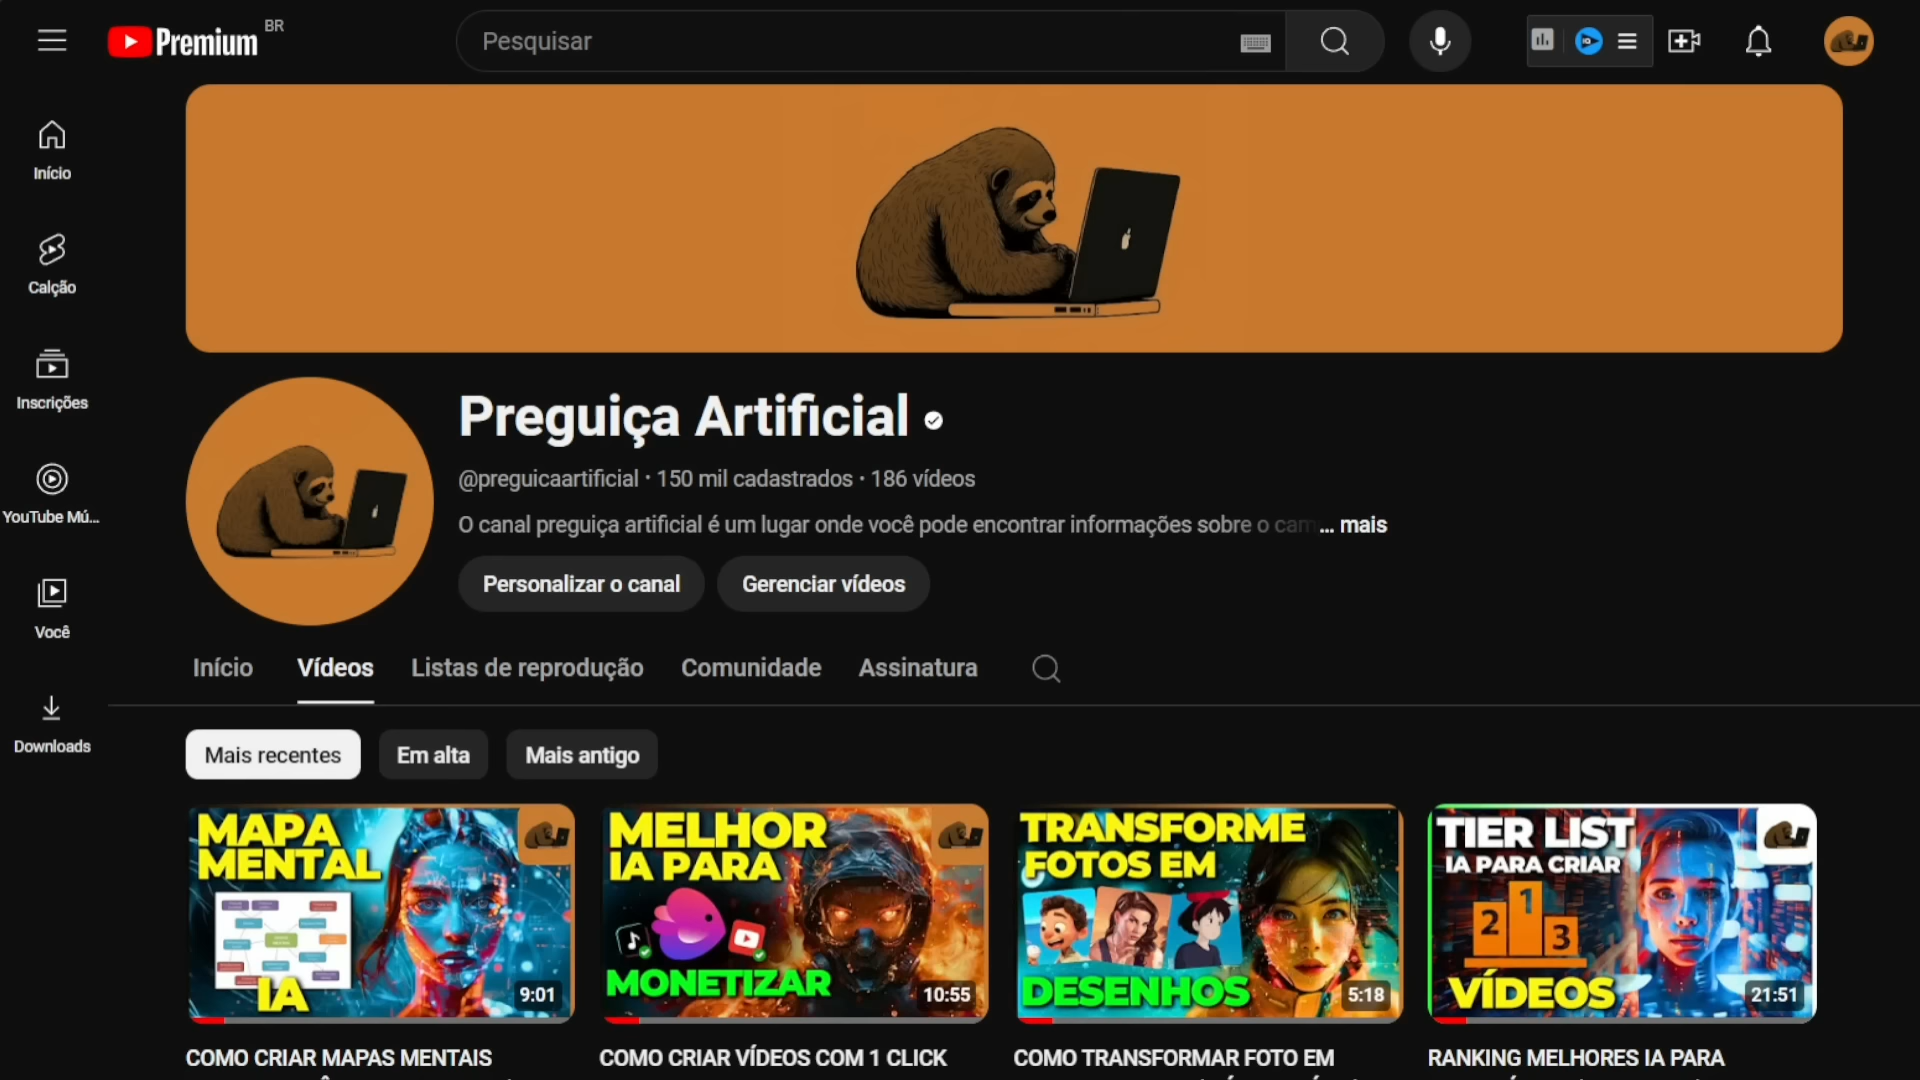 Premium
BR
Pesquisar
Início
Calção
Inscrições
YouTube Mú...
Você
Downloads
Preguiça Artificial
@preguicaartificial · 150 mil cadastrados · 186 vídeos
O canal preguiça artificial é um lugar onde você pode encontrar informações sobre o cam... mais
Personalizar o canal
Gerenciar vídeos
Início
Vídeos
Listas de reprodução
Comunidade
Assinatura
Mais recentes
Em alta
Mais antigo
MAPA
MENTAL
IA
9:01
MELHOR
IA PARA
MONETIZAR
10:55
TRANSFORME
FOTOS EM
DESENHOS
5:18
TIER LIST
IA PARA CRIAR
2
1
3
VÍDEOS
21:51
COMO CRIAR MAPAS MENTAIS
COMO CRIAR VÍDEOS COM 1 CLICK
COMO TRANSFORMAR FOTO EM
RANKING MELHORES IA PARA